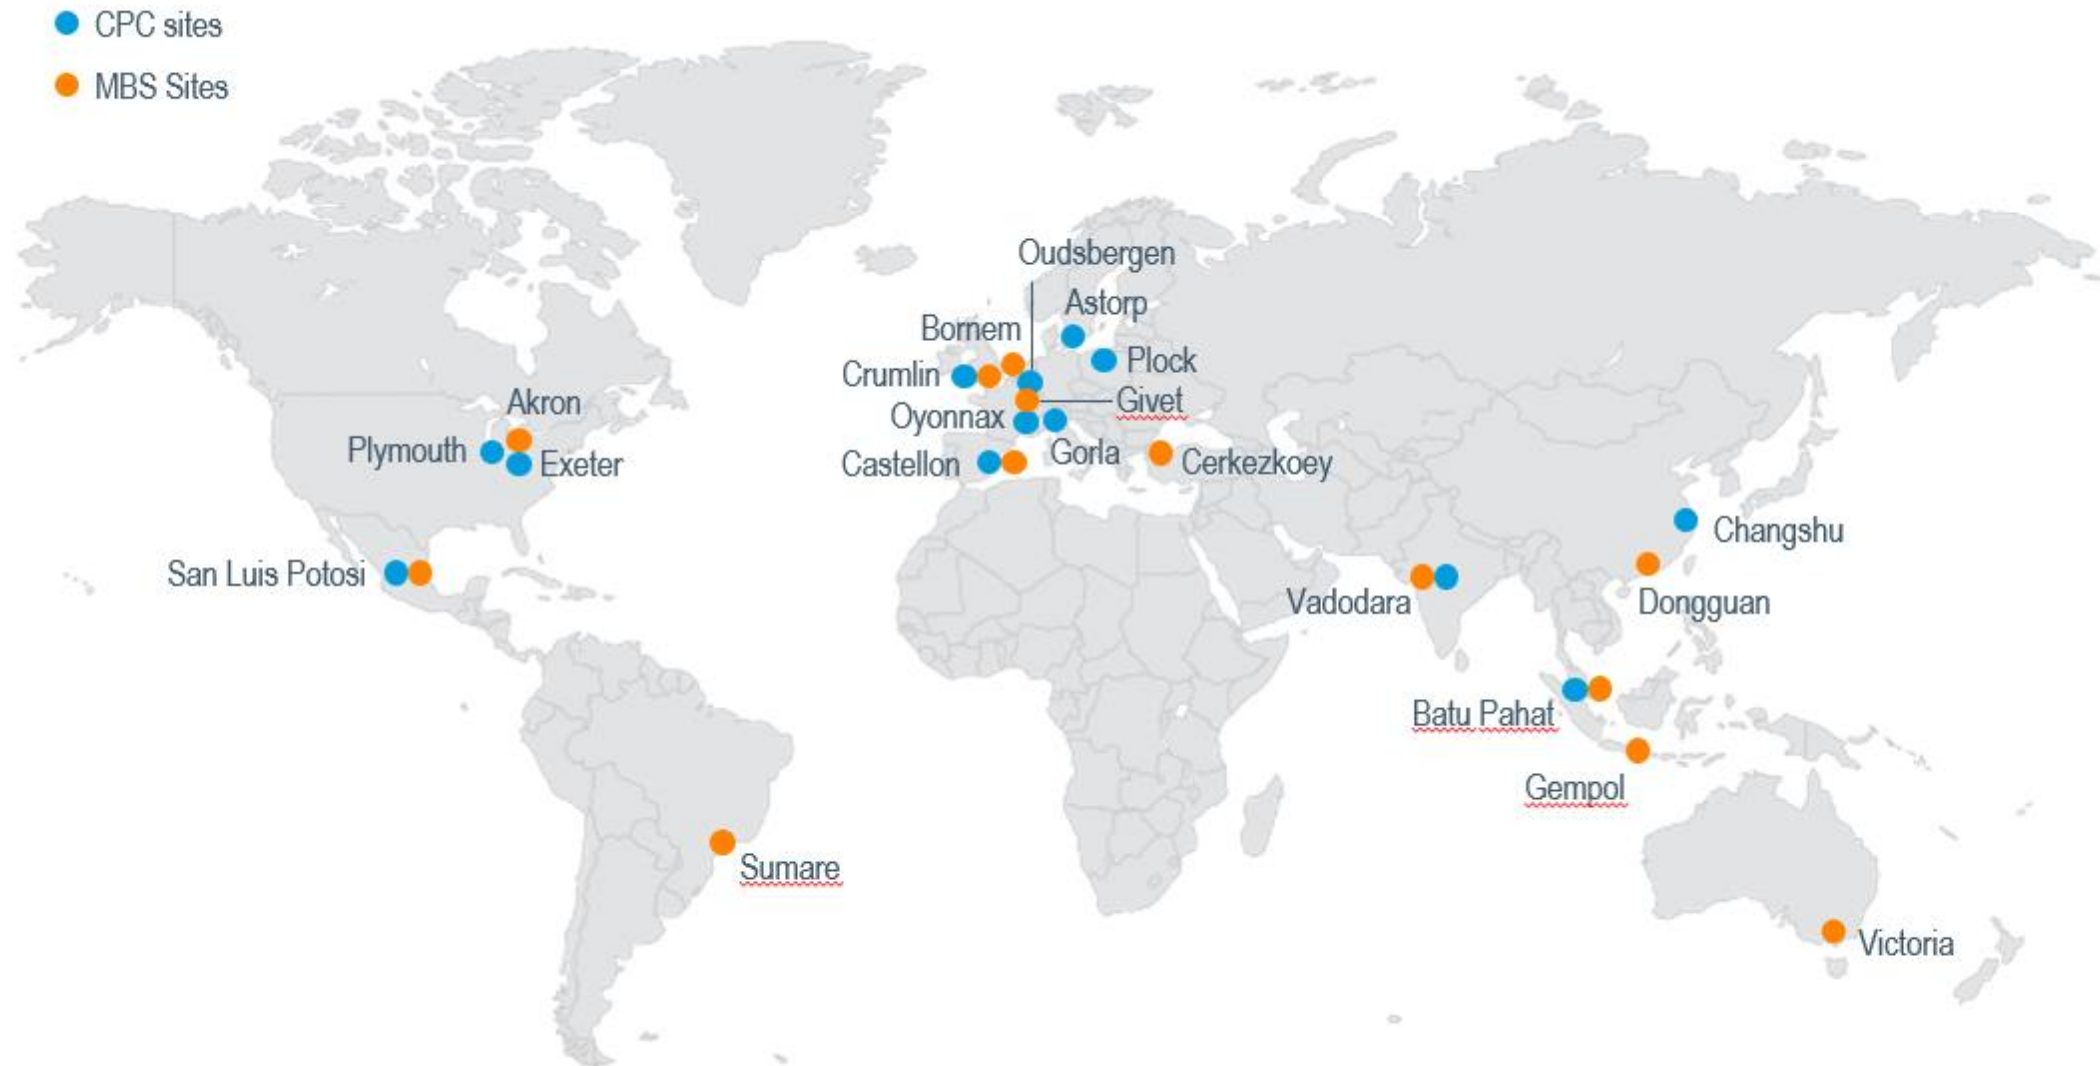 CPC sites
MBS Sites
Oudsbergen
Astorp
Bornem
Plock
Crumlin
Givet
Akron
Oyonnax
Plymouth
Gorla
Exeter
Castellon
Cerkezkoey
Changshu
San Luis Potosi
Vadodara
Dongguan
Batu Pahat
Gempol
Sumare
Victoria